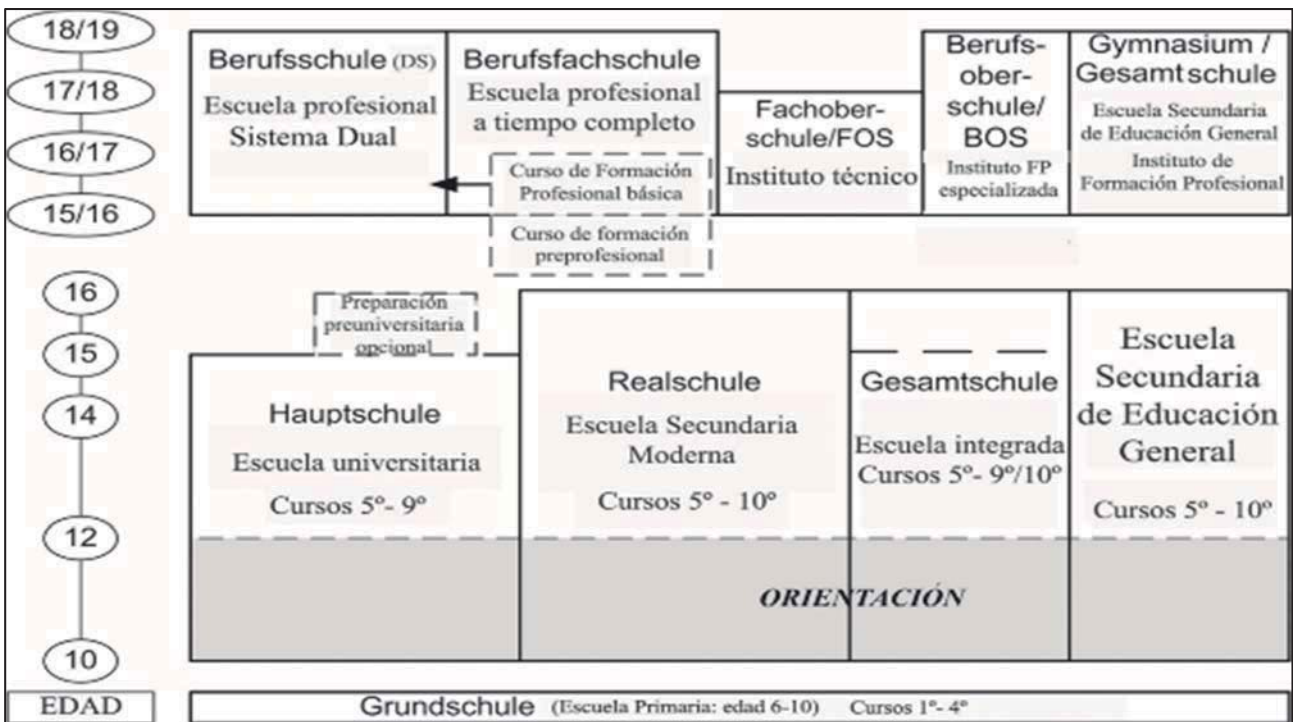 18/19
17/18
16/17
15/16
Berufsschule (DS)
Escuela profesional
Sistema Dual
Berufsfachschule
Escuela profesional
a tiempo completo
Curso de Formación
Profesional básica
Curso de formación
preprofesional
Fachober-
schule/FOS
Instituto técnico
Berufs-
ober-
schule/
BOS
Instituto FP
especializada
Gymnasium /
Gesamtschule
Escuela Secundaria
de Educación General
Instituto de
Formación Profesional
16
15
14
12
10
Preparación
preuniversitaria
opcional
Hauptschule
Escuela universitaria
Cursos 5º- 9º
Realschule
Escuela Secundaria
Moderna
Cursos 5º - 10º
Gesamtschule
Escuela integrada
Cursos 5º- 9º/10º
Escuela
Secundaria
de Educación
General
Cursos 5º - 10º
ORIENTACIÓN
EDAD
Grundschule (Escuela Primaria: edad 6-10) Cursos 1º- 4º